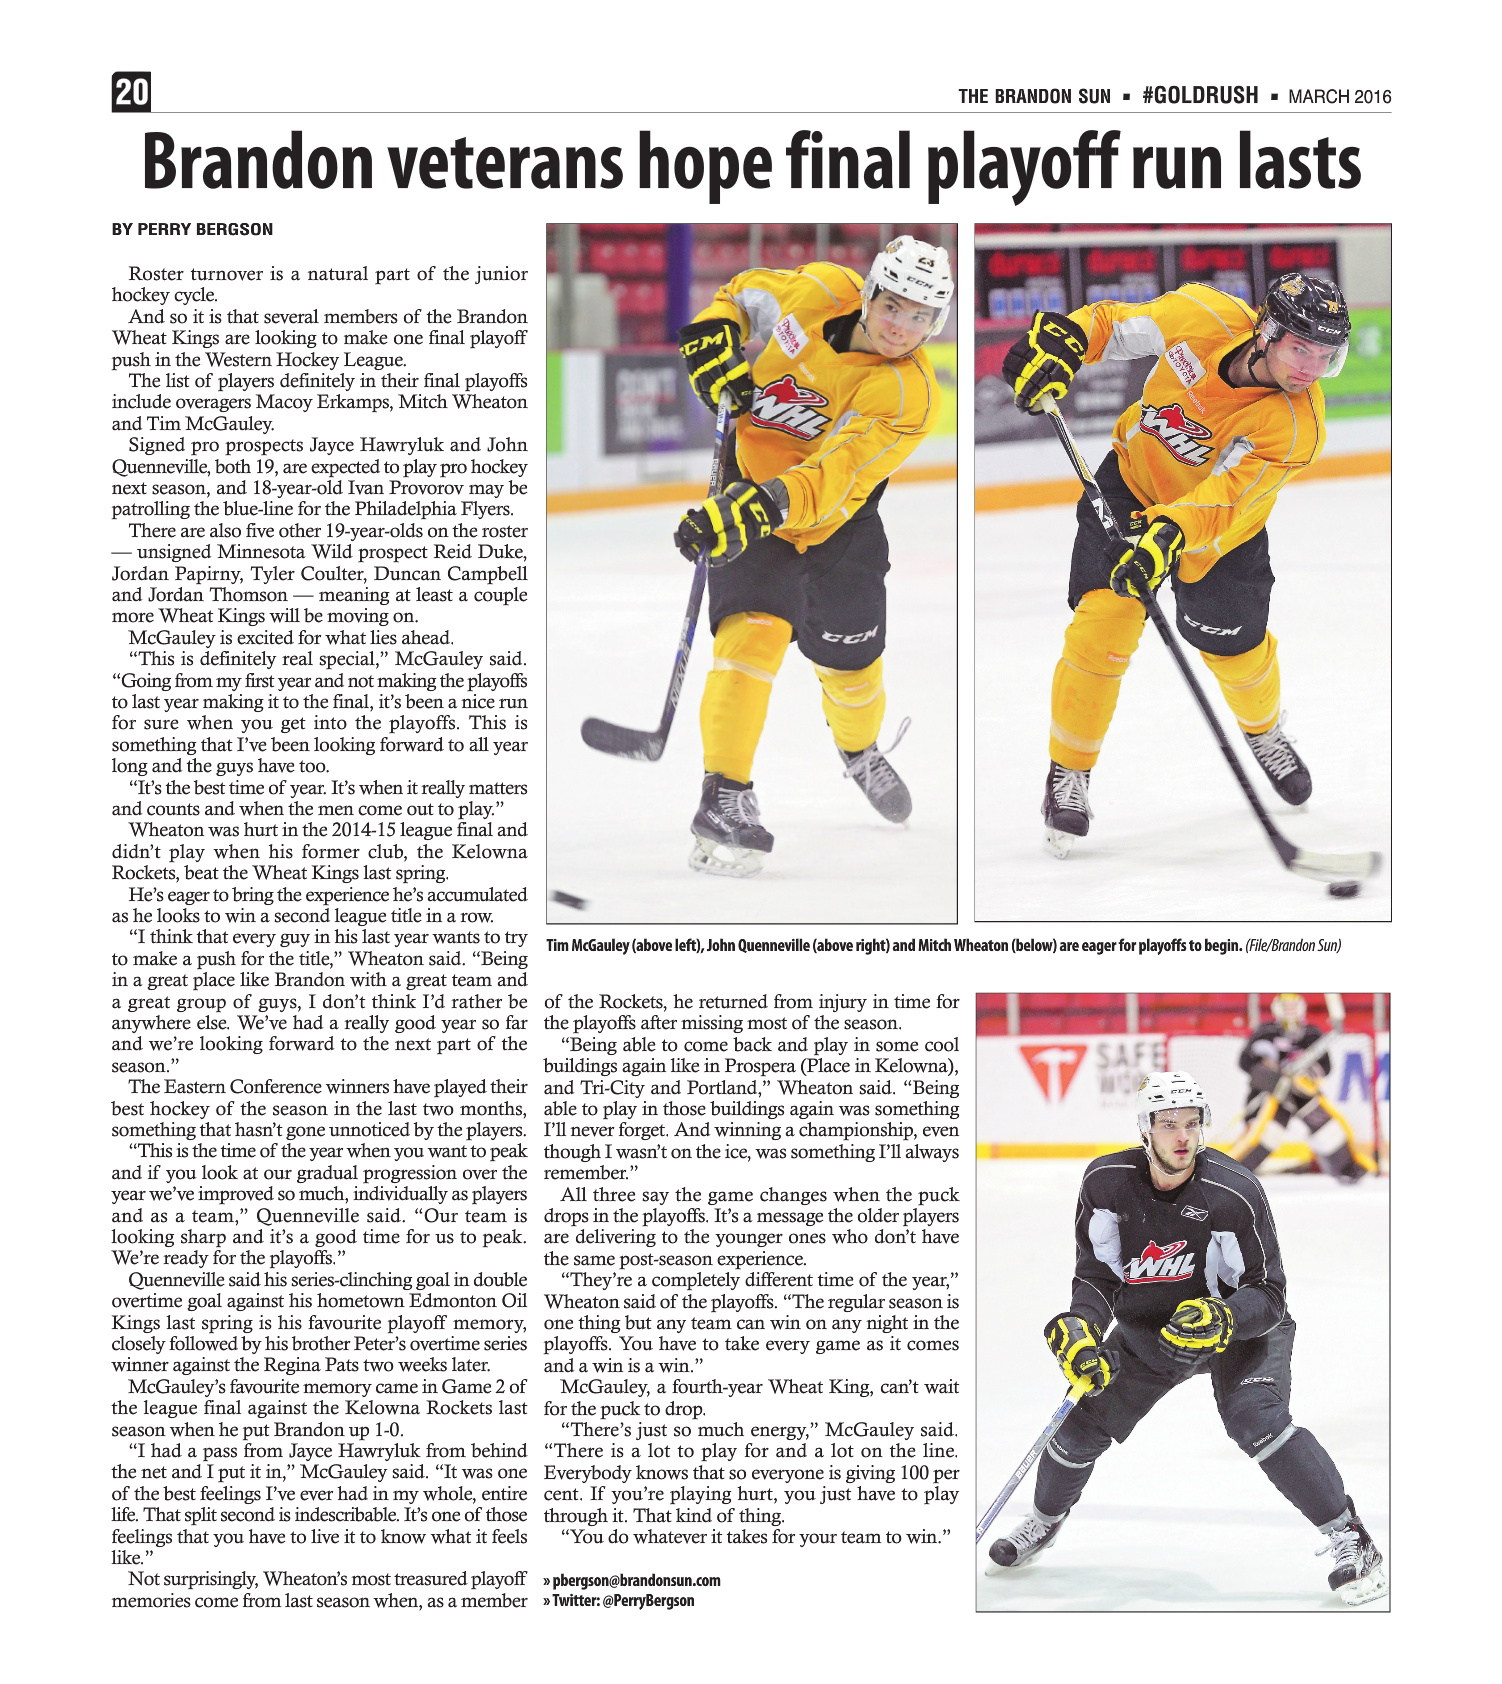 20
THE BRANDON SUN ▪ #GOLDRUSH ▪ MARCH 2016
Brandon veterans hope final playoff run lasts
BY PERRY BERGSON
Roster turnover is a natural part of the junior
hockey cycle.
And so it is that several members of the Brandon
Wheat Kings are looking to make one final playoff
push in the Western Hockey League.
The list of players definitely in their final playoffs
include overagers Macoy Erkamps, Mitch Wheaton
and Tim McGauley.
Signed pro prospects Jayce Hawryluk and John
Quenneville, both 19, are expected to play pro hockey
next season, and 18-year-old Ivan Provorov may be
patrolling the blue-line for the Philadelphia Flyers.
There are also five other 19-year-olds on the roster
— unsigned Minnesota Wild prospect Reid Duke,
Jordan Papirny, Tyler Coulter, Duncan Campbell
and Jordan Thomson — meaning at least a couple
more Wheat Kings will be moving on.
McGauley is excited for what lies ahead.
“This is definitely real special,” McGauley said.
“Going from my first year and not making the playoffs
to last year making it to the final, it’s been a nice run
for sure when you get into the playoffs. This is
something that I’ve been looking forward to all year
long and the guys have too.
“It’s the best time of year. It’s when it really matters
and counts and when the men come out to play.”
Wheaton was hurt in the 2014-15 league final and
didn’t play when his former club, the Kelowna
Rockets, beat the Wheat Kings last spring.
He’s eager to bring the experience he’s accumulated
as he looks to win a second league title in a row.
“I think that every guy in his last year wants to try
to make a push for the title,” Wheaton said. “Being
in a great place like Brandon with a great team and
a great group of guys, I don’t think I’d rather be
anywhere else. We’ve had a really good year so far
and we’re looking forward to the next part of the
season.”
The Eastern Conference winners have played their
best hockey of the season in the last two months,
something that hasn’t gone unnoticed by the players.
“This is the time of the year when you want to peak
and if you look at our gradual progression over the
year we’ve improved so much, individually as players
and as a team,” Quenneville said. “Our team is
looking sharp and it’s a good time for us to peak.
We’re ready for the playoffs.”
Quenneville said his series-clinching goal in double
overtime goal against his hometown Edmonton Oil
Kings last spring is his favourite playoff memory,
closely followed by his brother Peter’s overtime series
winner against the Regina Pats two weeks later.
McGauley’s favourite memory came in Game 2 of
the league final against the Kelowna Rockets last
season when he put Brandon up 1-0.
“I had a pass from Jayce Hawryluk from behind
the net and I put it in,” McGauley said. “It was one
of the best feelings I’ve ever had in my whole, entire
life. That split second is indescribable. It’s one of those
feelings that you have to live it to know what it feels
like.”
Not surprisingly, Wheaton’s most treasured playoff
memories come from last season when, as a member
Tim McGauley (above left), John Quenneville (above right) and Mitch Wheaton (below) are eager for playoffs to begin. (File/Brandon Sun)
of the Rockets, he returned from injury in time for
the playoffs after missing most of the season.
“Being able to come back and play in some cool
buildings again like in Prospera (Place in Kelowna),
and Tri-City and Portland,” Wheaton said. “Being
able to play in those buildings again was something
I’ll never forget. And winning a championship, even
though I wasn’t on the ice, was something I’ll always
remember.”
All three say the game changes when the puck
drops in the playoffs. It’s a message the older players
are delivering to the younger ones who don’t have
the same post-season experience.
“They’re a completely different time of the year,”
Wheaton said of the playoffs. “The regular season is
one thing but any team can win on any night in the
playoffs. You have to take every game as it comes
and a win is a win.”
McGauley, a fourth-year Wheat King, can’t wait
for the puck to drop.
“There’s just so much energy,” McGauley said.
“There is a lot to play for and a lot on the line.
Everybody knows that so everyone is giving 100 per
cent. If you’re playing hurt, you just have to play
through it. That kind of thing.
“You do whatever it takes for your team to win.”
» pbergson@brandonsun.com
» Twitter: @PerryBergson
CCM
CCM
WHL
CCM
CCM
CCM
WHL
CCM
SAFE
CCM
WHL
Reebok